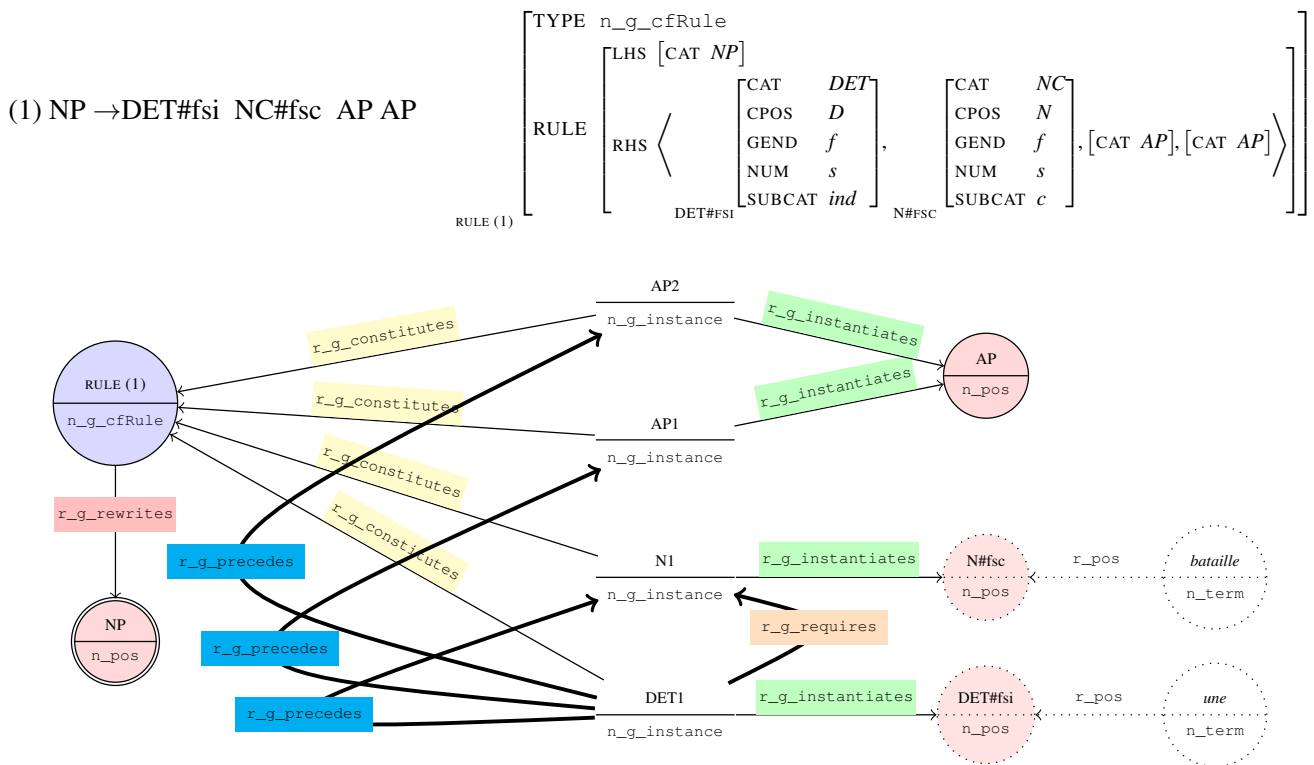 TYPE n_g_cfRule
LHS [CAT NP]
(1) NP →DET#fsi NC#fsc AP AP
RULE
RHS
CAT DET
CPOS D
GEND f
NUM s
SUBCAT ind
DET#FSI
,
CAT NC
CPOS N
GEND f
NUM s
SUBCAT c
N#FSC
, [CAT AP], [CAT AP]
RULE (1)
AP2
n_g_instance
r_g_constitutes
r_g_instantiates
RULE (1)
n_g_cfRule
AP
n_pos
r_g_constitutes
r_g_instantiates
AP1
n_g_instance
r_g_constitutes
r_g_rewrites
r_g_constitutes
r_g_precedes
N1
n_g_instance
r_g_instantiates
N#fsc
n_pos
r_pos
bataille
n_term
NP
n_pos
r_g_precedes
r_g_requires
r_g_precedes
DET1
n_g_instance
r_g_instantiates
DET#fsi
n_pos
r_pos
une
n_term